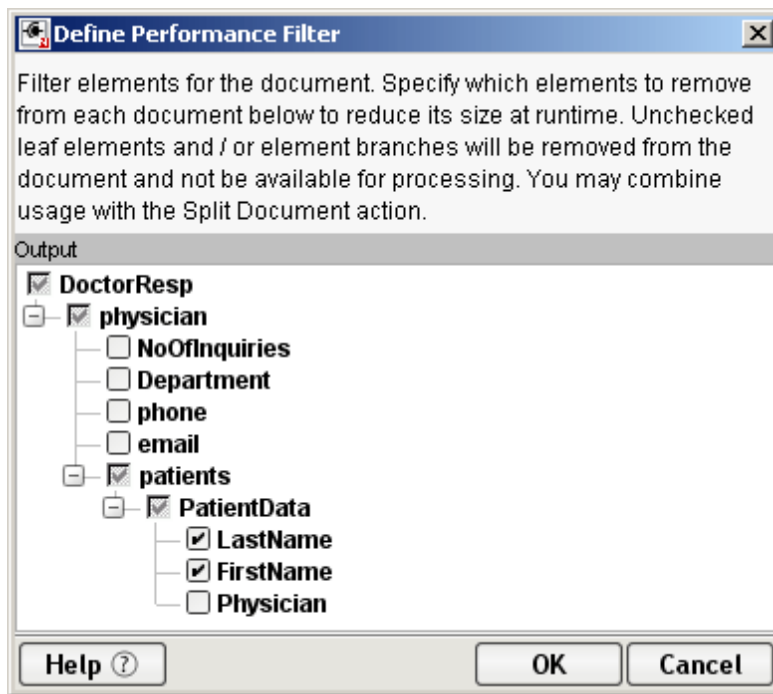 Define Performance Filter
Filter elements for the document. Specify which elements to remove
from each document below to reduce its size at runtime. Unchecked
leaf elements and / or element branches will be removed from the
document and not be available for processing. You may combine
usage with the Split Document action.
Output
DoctorResp
physician
NoOfInquiries
Department
phone
email
patients
PatientData
LastName
FirstName
Physician
Help ?
OK
Cancel